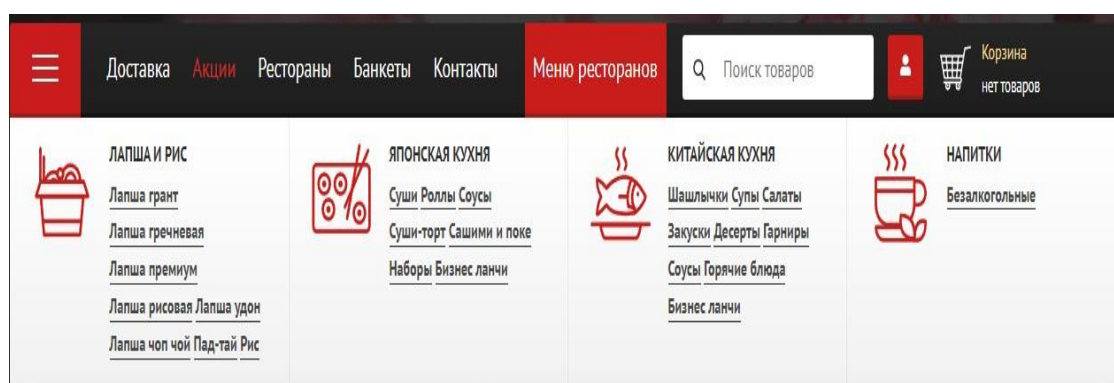 Доставка Акции Рестораны Банкеты Контакты Меню ресторанов Поиск товаров Корзина
нет товаров
ЛАПША И РИС
Лапша грант
Лапша гречневая
Лапша премиум
Лапша рисовая Лапша удон
Лапша чоп чой Пад-тай Рис
ЯПОНСКАЯ КУХНЯ
Суши Роллы Соусы
Суши-торт Сашими и поке
Наборы Бизнес ланчи
КИТАЙСКАЯ КУХНЯ
Шашлычки Супы Салаты
Закуски Десерты Гарниры
Соусы Горячие блюда
Бизнес ланчи
НАПИТКИ
Безалкогольные